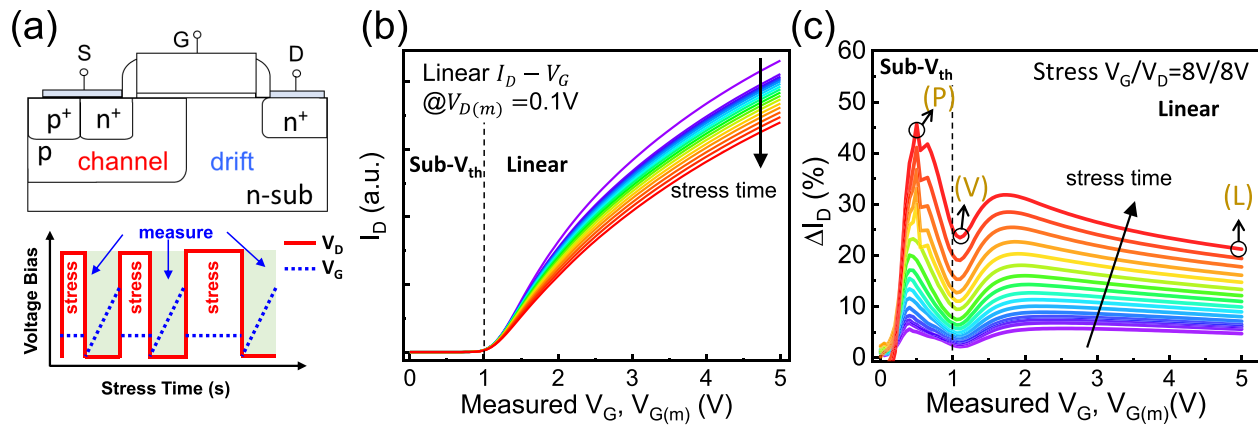 (a)
S
G
D
p+
n+
n+
p
channel
drift
n-sub
measure
V_D
V_G
stress
stress
stress
Voltage Bias
Stress Time (s)
(b)
Linear I_D − V_G
@V_D(m) =0.1V
Sub-V_th
Linear
stress time
I_D (a.u.)
0
1
2
3
4
5
Measured V_G, V_G(m) (V)
(c)
Sub-V_th
Stress V_G/V_D=8V/8V
(P)
Linear
(V)
stress time
(L)
ΔI_D (%)
60
50
40
30
20
10
0
0
1
2
3
4
5
Measured V_G, V_G(m)(V)